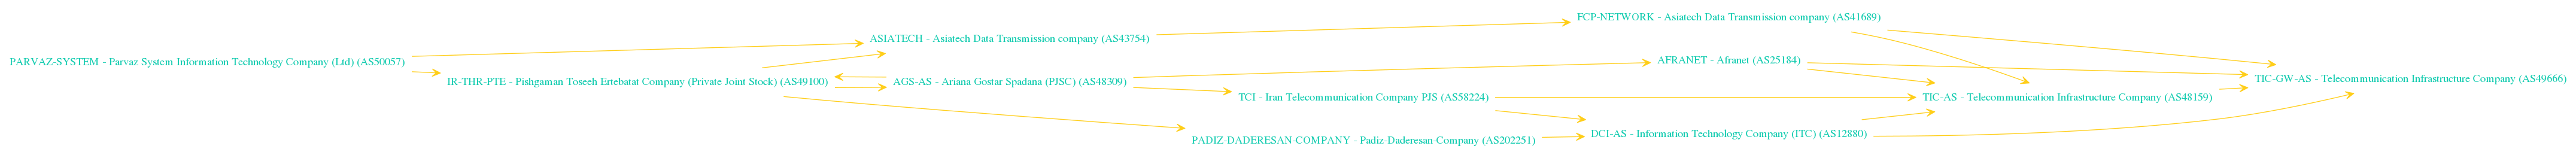 PARVAZ-SYSTEM - Parvaz System Information Technology Company (Ltd) (AS50057)
IR-THR-PTE - Pishgaman Toseeh Ertebatat Company (Private Joint Stock) (AS49100)
ASIATECH - Asiatech Data Transmission company (AS43754)
AGS-AS - Ariana Gostar Spadana (PJSC) (AS48309)
TCI - Iran Telecommunication Company PJS (AS58224)
PADIZ-DADERESAN-COMPANY - Padiz-Daderesan-Company (AS202251)
FCP-NETWORK - Asiatech Data Transmission company (AS41689)
AFRANET - Afranet (AS25184)
DCI-AS - Information Technology Company (ITC) (AS12880)
TIC-AS - Telecommunication Infrastructure Company (AS48159)
TIC-GW-AS - Telecommunication Infrastructure Company (AS49666)